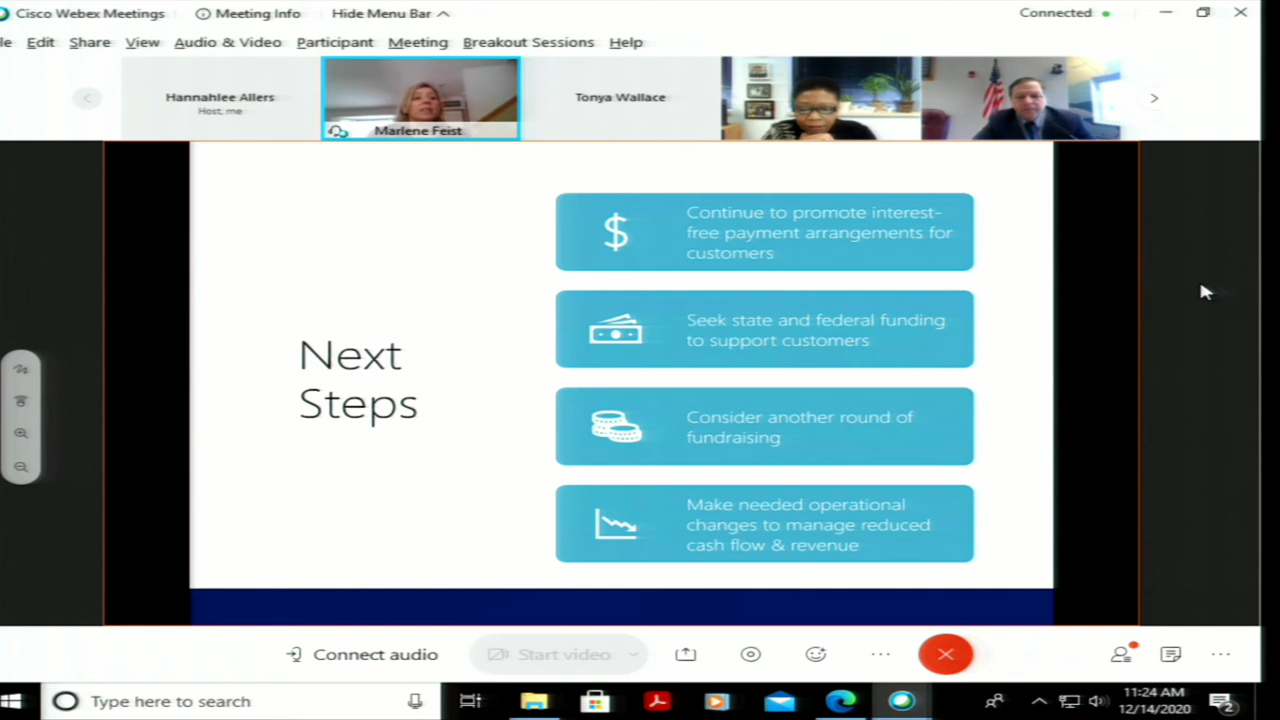 Cisco Webex Meetings
Meeting Info
Hide Menu Bar
Connected
le Edit Share View Audio & Video Participant Meeting Breakout Sessions Help
Hannahlee Allers
Host, me
Marlene Feist
Tonya Wallace
Next
Steps
$
Continue to promote interest-
free payment arrangements for
customers
Seek state and federal funding
to support customers
Consider another round of
fundraising
Make needed operational
changes to manage reduced
cash flow & revenue
Connect audio
Start video
Type here to search
11:24 AM
12/14/2020
2